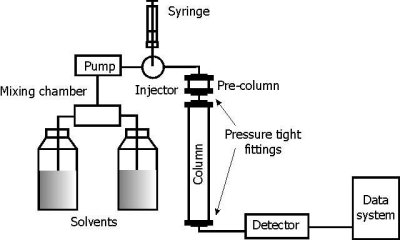 Syringe
Pump
Injector
Pre-column
Mixing chamber
Column
Pressure tight
fittings
Solvents
Detector
Data
system